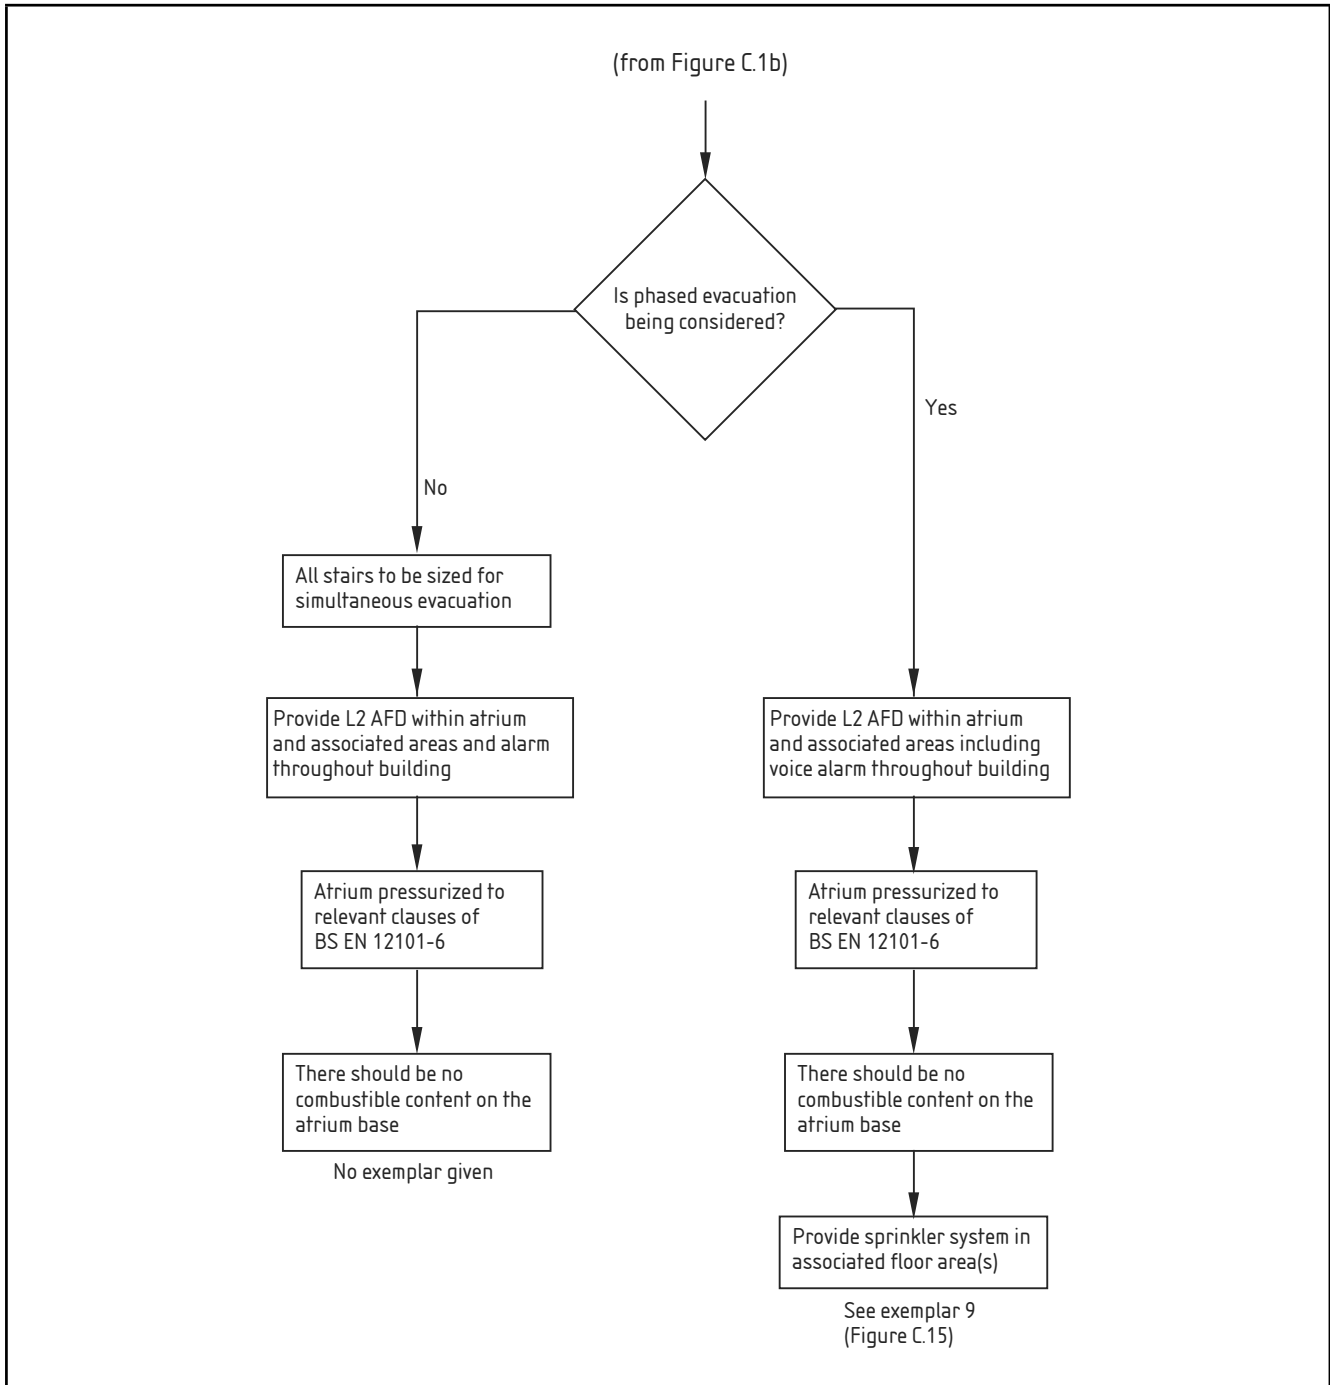 (from Figure C.1b)
Is phased evacuation
being considered?
Yes
No
All stairs to be sized for
simultaneous evacuation
Provide L2 AFD within atrium
and associated areas and alarm
throughout building
Provide L2 AFD within atrium
and associated areas including
voice alarm throughout building
Atrium pressurized to
relevant clauses of
BS EN 12101-6
Atrium pressurized to
relevant clauses of
BS EN 12101-6
There should be no
combustible content on the
atrium base
There should be no
combustible content on the
atrium base
No exemplar given
Provide sprinkler system in
associated floor area(s)
See exemplar 9
(Figure C.15)